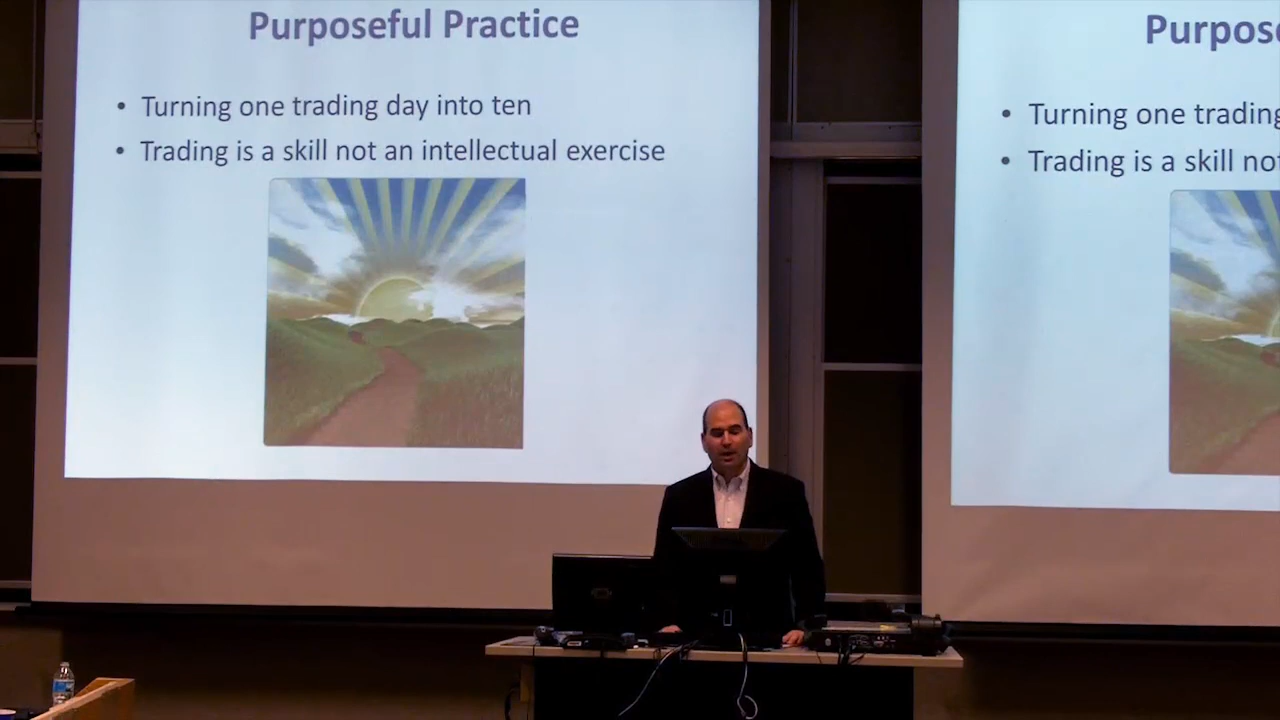 Purposeful Practice
• Turning one trading day into ten
• Trading is a skill not an intellectual exercise
Purpos
• Turning one trading
• Trading is a skill not